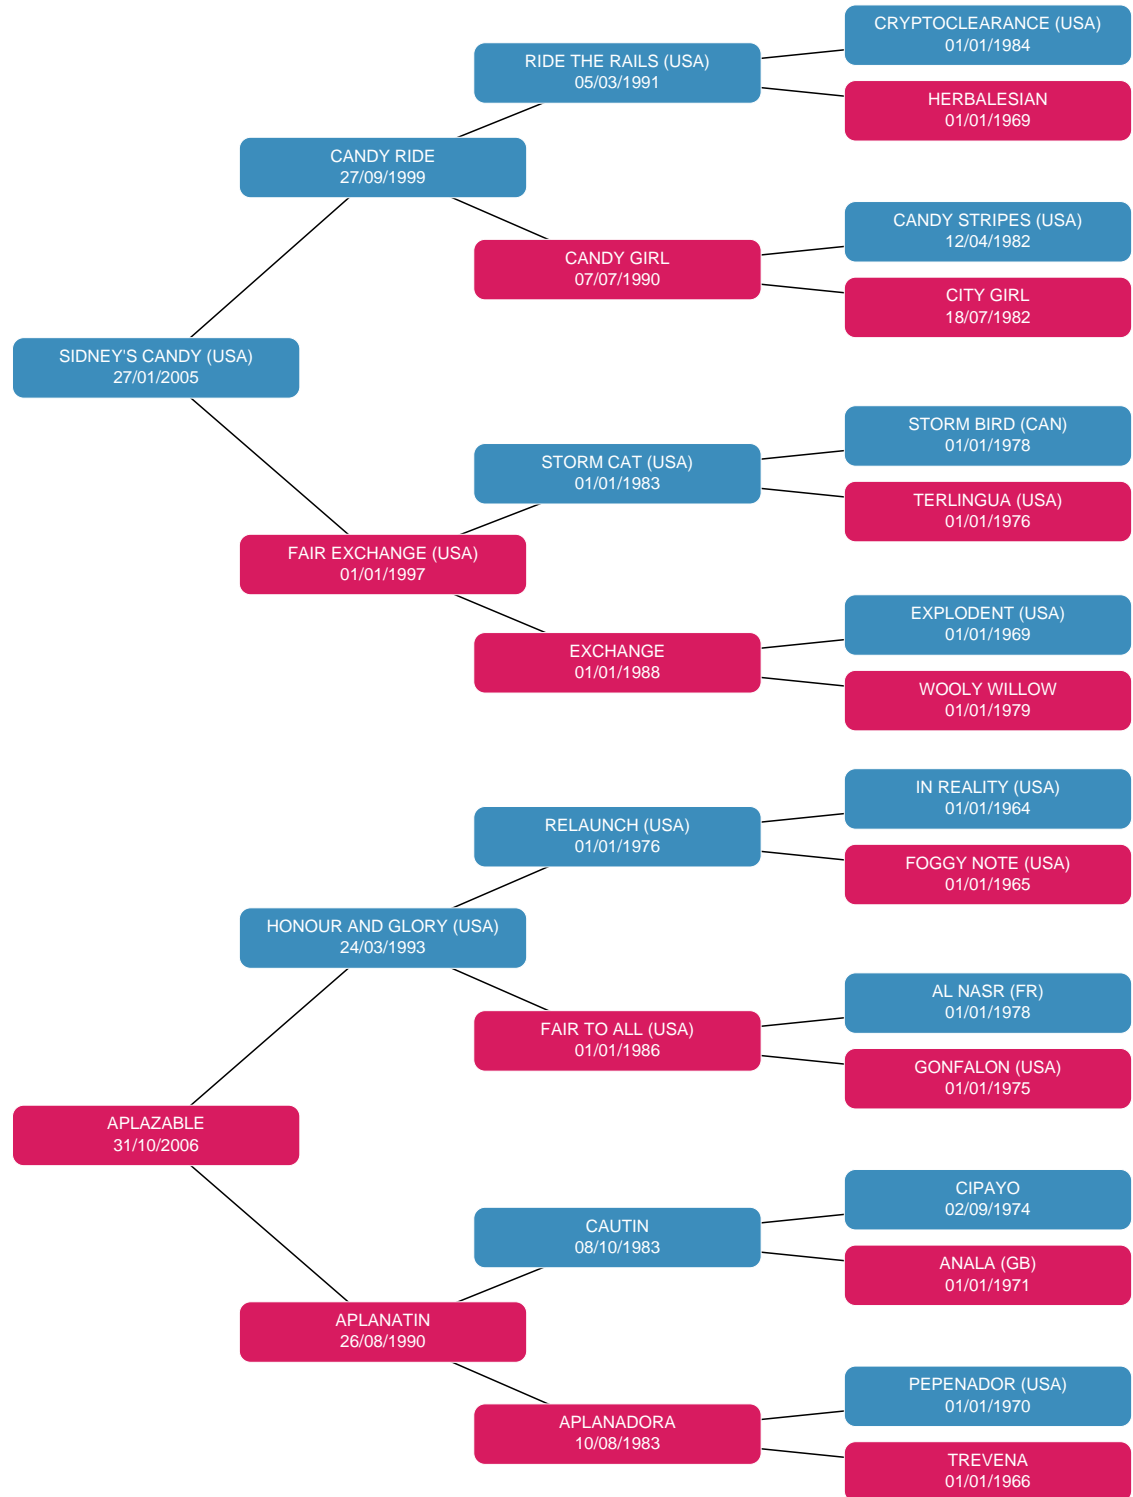 CRYPTOCLEARANCE (USA)
01/01/1984
RIDE THE RAILS (USA)
05/03/1991
HERBALESIAN
01/01/1969
CANDY RIDE
27/09/1999
CANDY STRIPES (USA)
12/04/1982
CANDY GIRL
07/07/1990
CITY GIRL
18/07/1982
SIDNEY'S CANDY (USA)
27/01/2005
STORM BIRD (CAN)
01/01/1978
STORM CAT (USA)
01/01/1983
TERLINGUA (USA)
01/01/1976
FAIR EXCHANGE (USA)
01/01/1997
EXPLODENT (USA)
01/01/1969
EXCHANGE
01/01/1988
WOOLY WILLOW
01/01/1979
IN REALITY (USA)
01/01/1964
RELAUNCH (USA)
01/01/1976
FOGGY NOTE (USA)
01/01/1965
HONOUR AND GLORY (USA)
24/03/1993
AL NASR (FR)
01/01/1978
FAIR TO ALL (USA)
01/01/1986
GONFALON (USA)
01/01/1975
APLAZABLE
31/10/2006
CIPAYO
02/09/1974
CAUTIN
08/10/1983
ANALA (GB)
01/01/1971
APLANATIN
26/08/1990
PEPENADOR (USA)
01/01/1970
APLANADORA
10/08/1983
TREVENA
01/01/1966